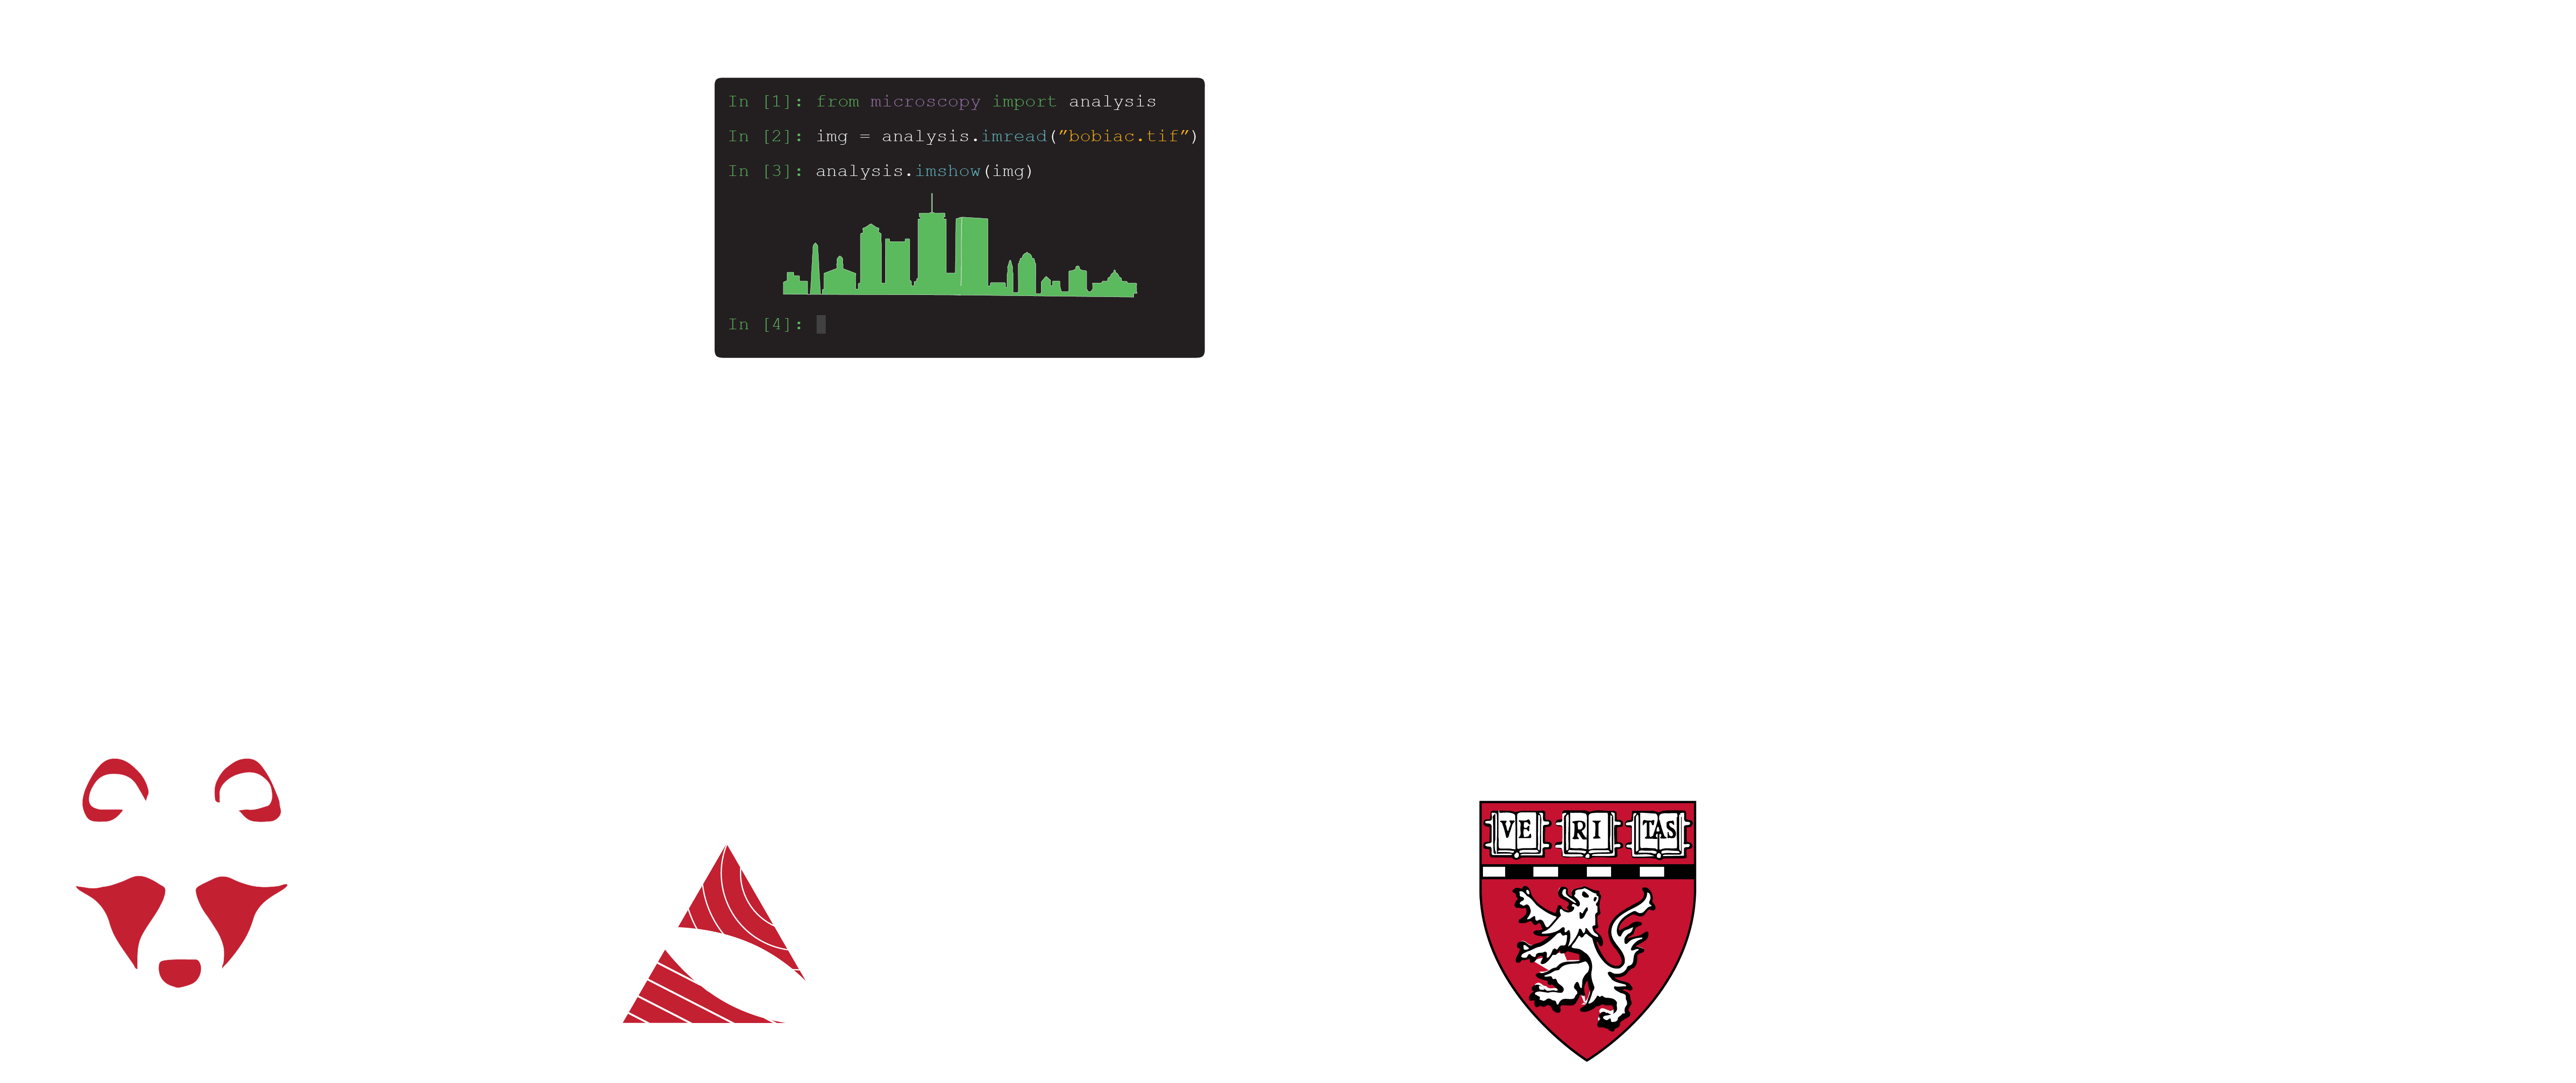 In [1]: from microscopy import analysis
In [2]: img = analysis.imread(”bobiac.tif”)
In [3]: analysis.imshow(img)
In [4]:
VE RI TAS